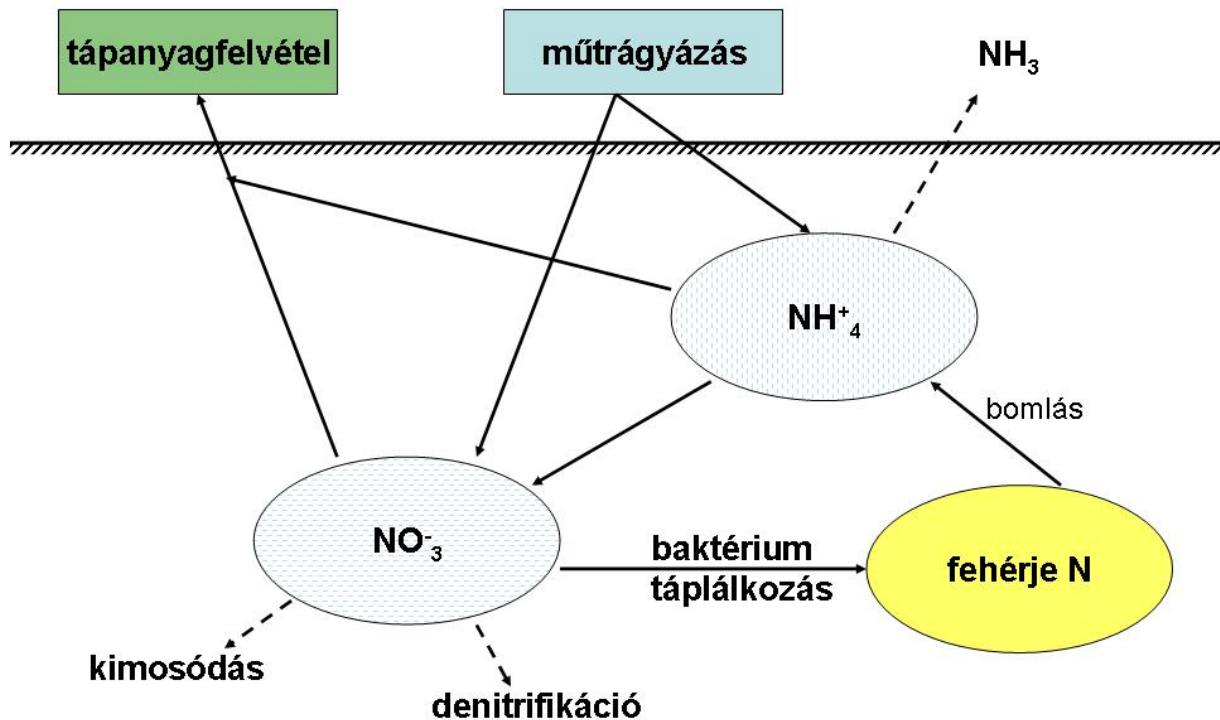 tápanyagfelvétel
műtrágyázás
NH₃
NH⁺₄
bomlás
NO⁻₃
baktérium
táplálkozás
fehérje N
kimosódás
denitrifikáció